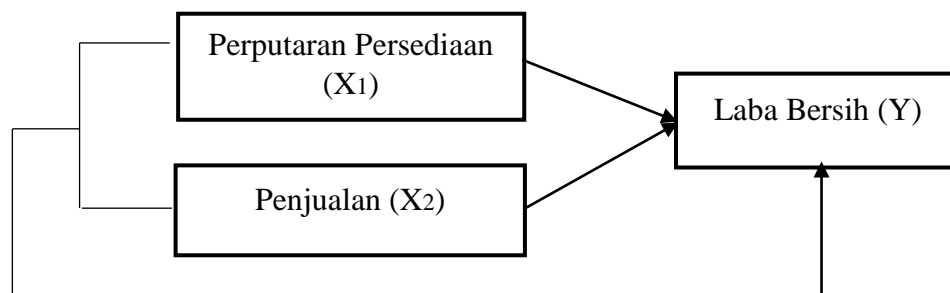 Perputaran Persediaan
(X1)
Laba Bersih (Y)
Penjualan (X2)